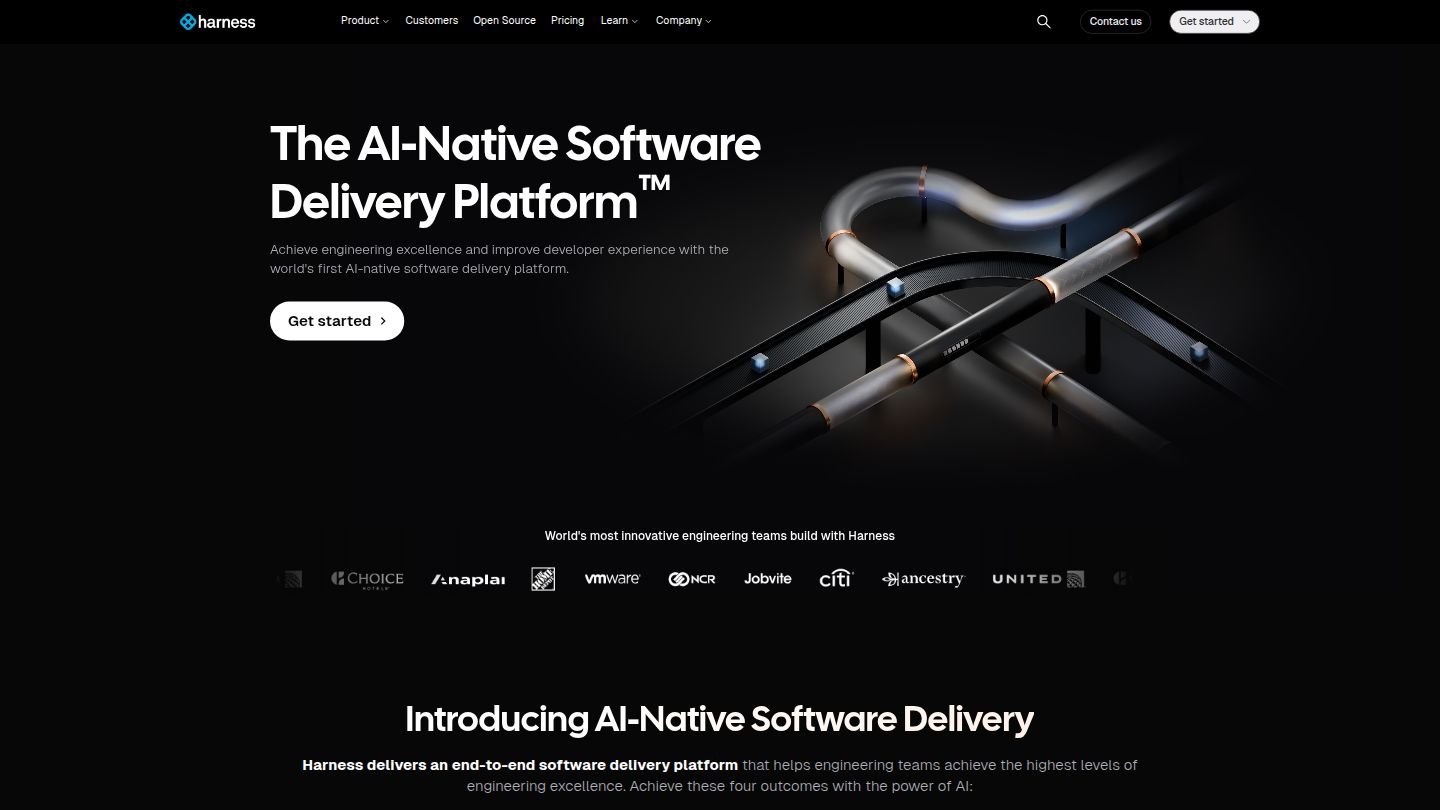 harness
Product Customers Open Source Pricing Learn Company
Contact us
Get started
The AI-Native Software
Delivery Platform™
Achieve engineering excellence and improve developer experience with the
world's first AI-native software delivery platform.
Get started
World's most innovative engineering teams build with Harness
CHOICE
HOTELS
Anaplan
vmware
NCR
Jobvite
citi
ancestry
UNITED
Introducing AI-Native Software Delivery
Harness delivers an end-to-end software delivery platform that helps engineering teams achieve the highest levels of
engineering excellence. Achieve these four outcomes with the power of AI: